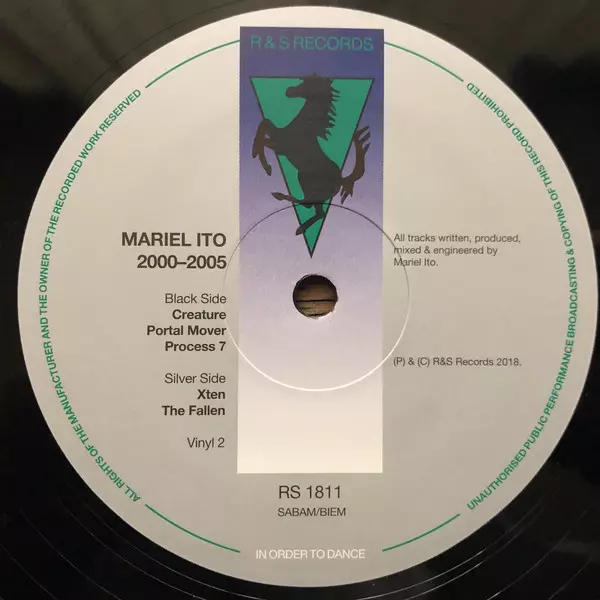 R & S RECORDS
ALL RIGHTS OF THE MANUFACTURER AND THE OWNER OF THE RECORDED WORK RESERVED
UNAUTHORISED PUBLIC PERFORMANCE BROADCASTING & COPYING OF THIS RECORD PROHIBITED
MARIEL ITO
2000–2005
Black Side
Creature
Portal Mover
Process 7
Silver Side
Xten
The Fallen
Vinyl 2
All tracks written, produced,
mixed & engineered by
Mariel Ito.
(P) & (C) R&S Records 2018.
RS 1811
SABAM/BIEM
IN ORDER TO DANCE